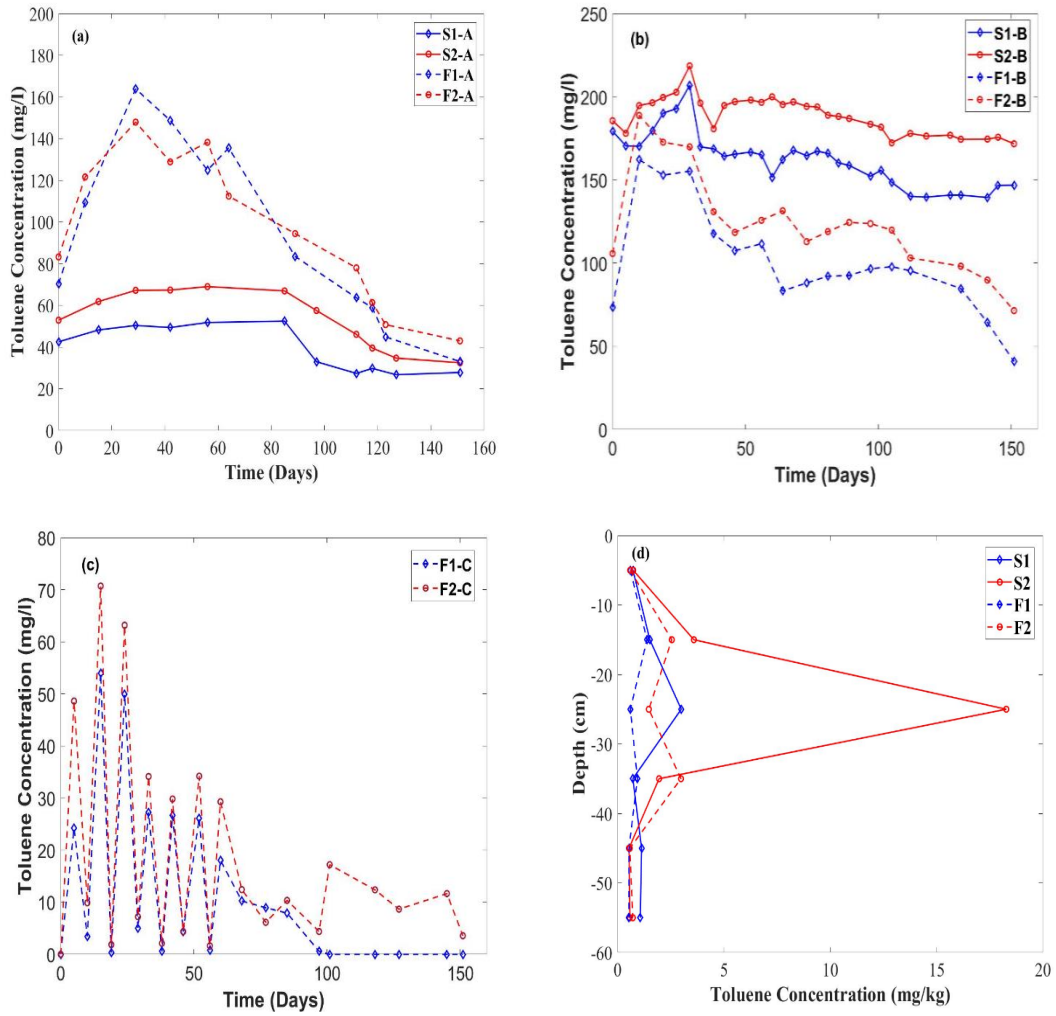 (a)
S1-A
S2-A
F1-A
F2-A
Toluene Concentration (mg/l)
200
180
160
140
120
100
80
60
40
20
0
0 20 40 60 80 100 120 140 160
Time (Days)
(b)
S1-B
S2-B
F1-B
F2-B
Toluene Concentration (mg/l)
250
200
150
100
50
0
0 50 100 150
Time (Days)
(c)
F1-C
F2-C
Toluene Concentration (mg/l)
80
70
60
50
40
30
20
10
0
0 50 100 150
Time (Days)
(d)
S1
S2
F1
F2
Depth (cm)
0
-10
-20
-30
-40
-50
-60
0 5 10 15 20
Toluene Concentration (mg/kg)